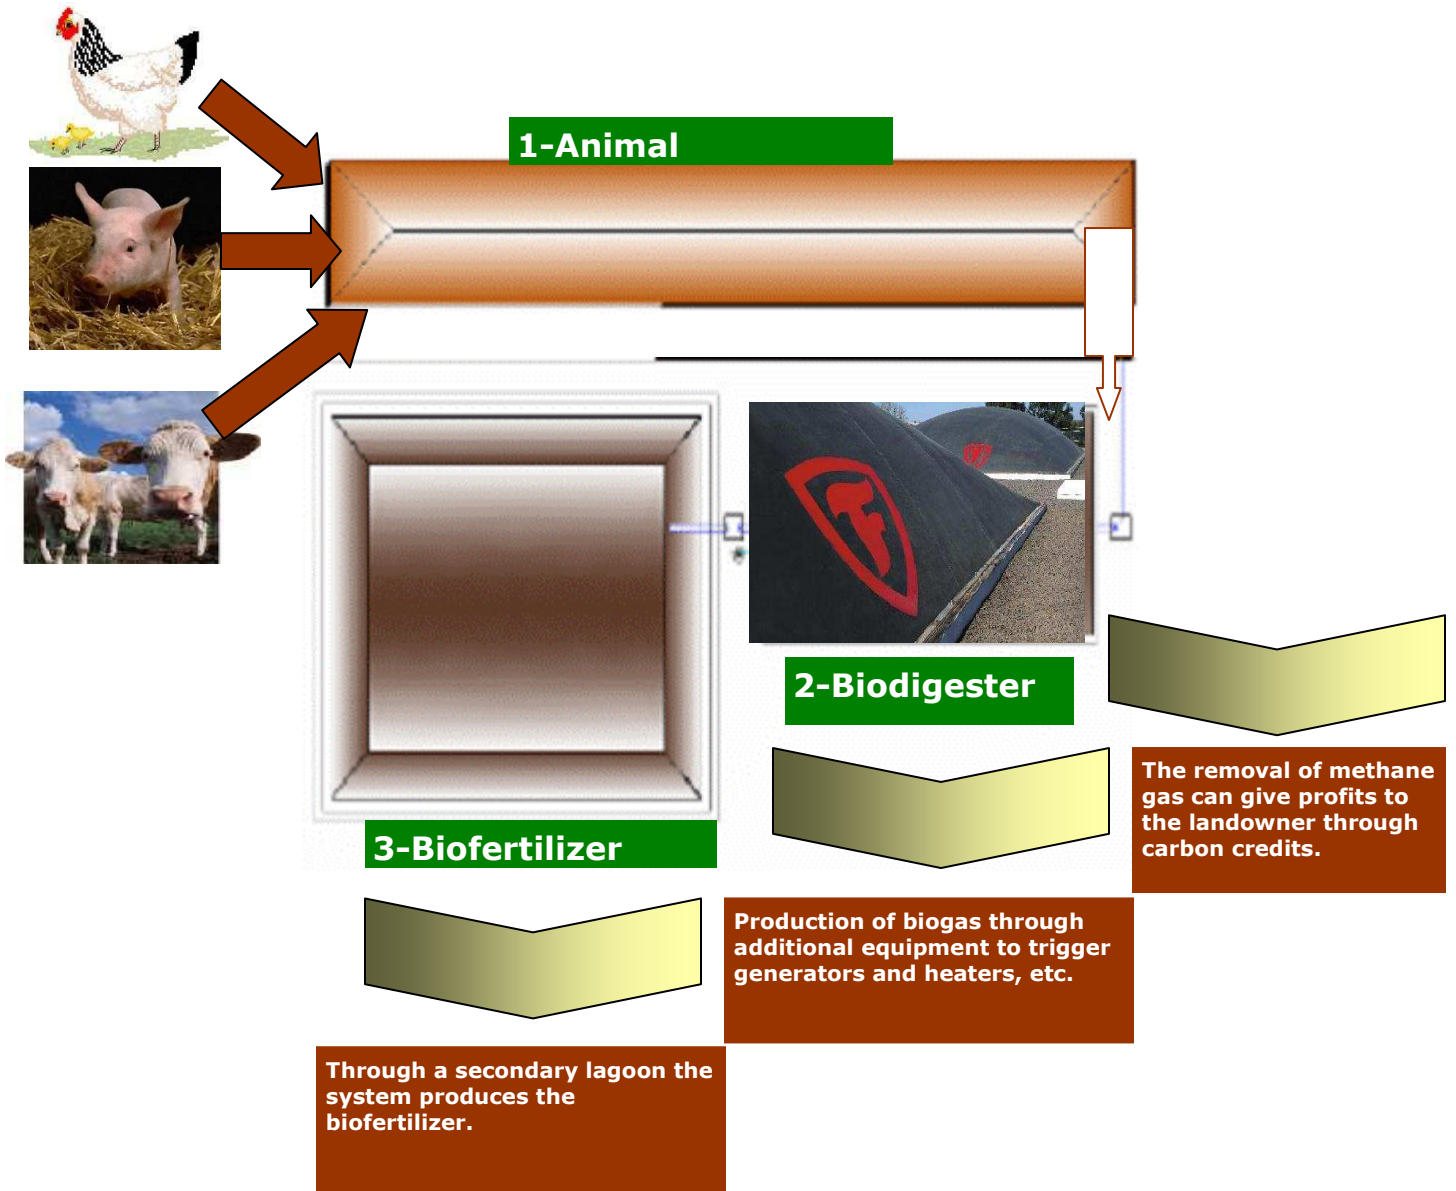 1-Animal
2-Biodigester
The removal of methane
gas can give profits to
the landowner through
carbon credits.
3-Biofertilizer
Production of biogas through
additional equipment to trigger
generators and heaters, etc.
Through a secondary lagoon the
system produces the
biofertilizer.
F